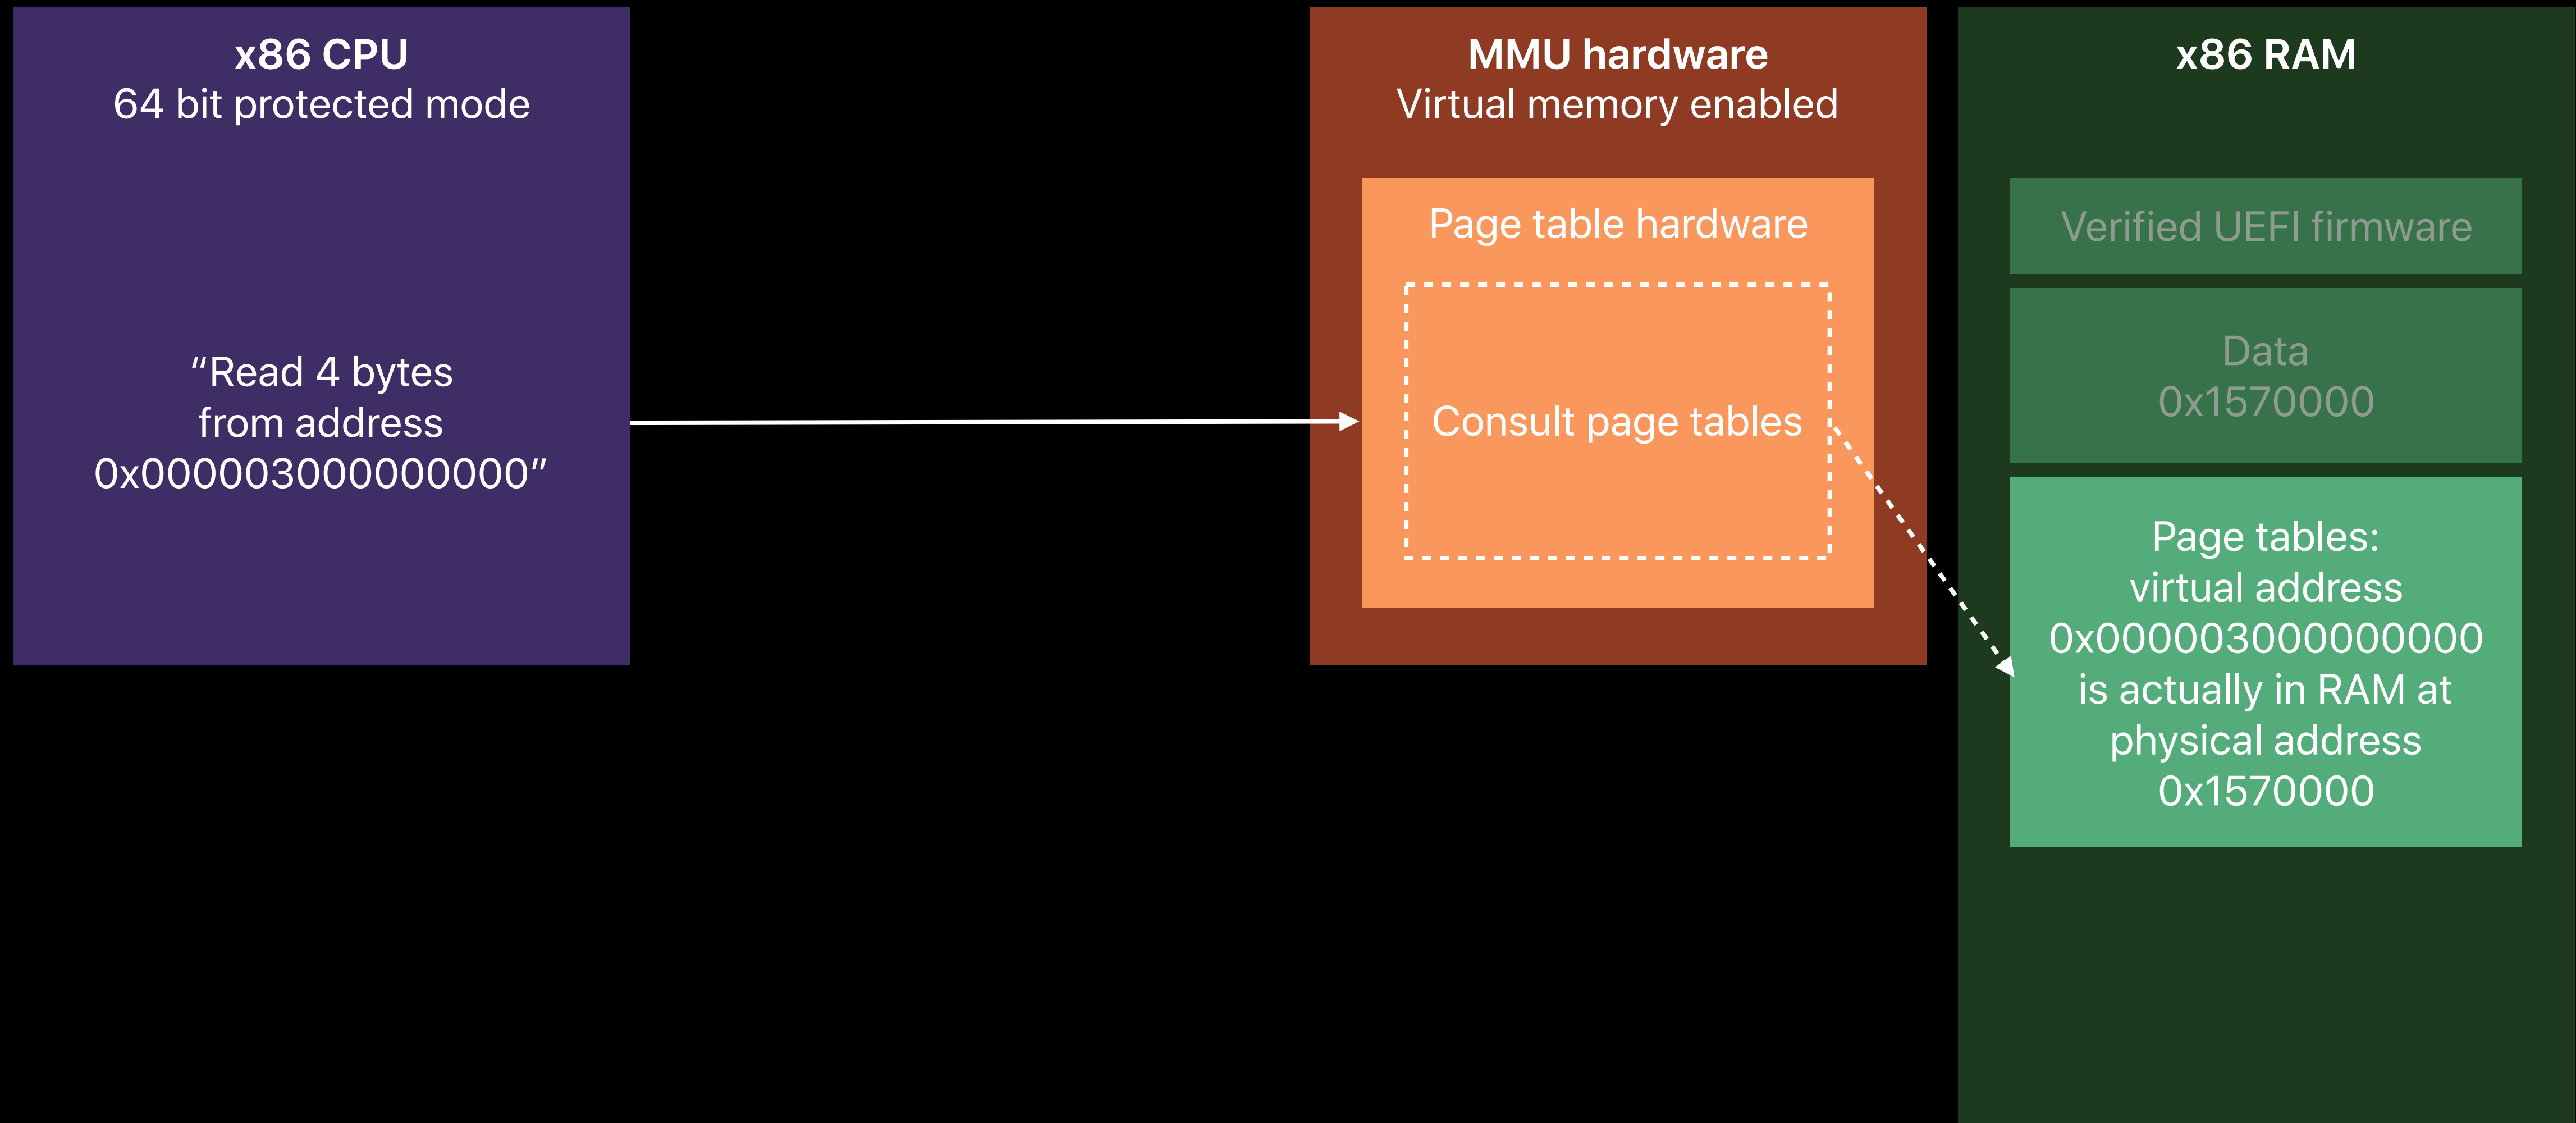 x86 CPU
64 bit protected mode
“Read 4 bytes
from address
0x0000030000000000”
MMU hardware
Virtual memory enabled
Page table hardware
Consult page tables
x86 RAM
Verified UEFI firmware
Data
0x1570000
Page tables:
virtual address
0x0000030000000000
is actually in RAM at
physical address
0x1570000